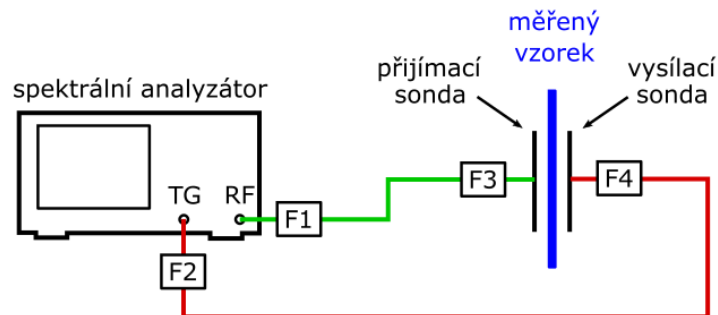 měřený
vzorek
přijímací
sonda
vysílací
sonda
spektrální analyzátor
TG RF
F1
F3
F4
F2